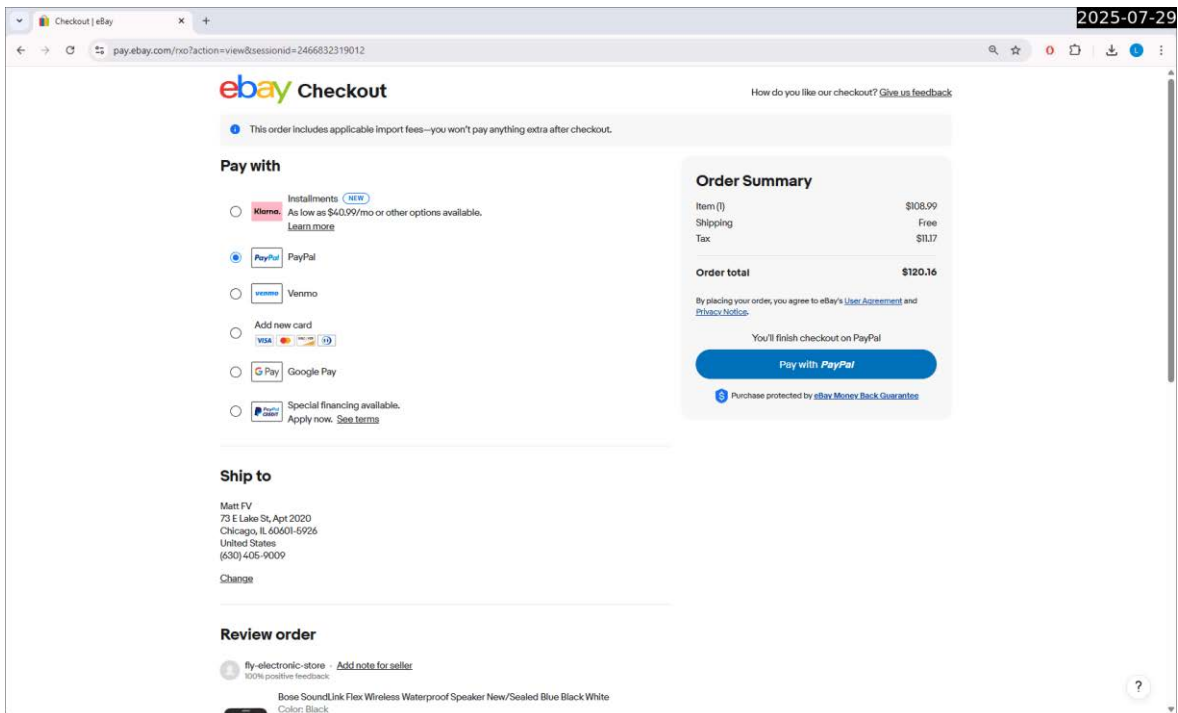 2025-07-29
Checkout | eBay
pay.ebay.com/rxo?action=view&sessionid=2466832319012
ebay Checkout
How do you like our checkout? Give us feedback
This order includes applicable import fees—you won't pay anything extra after checkout.
Pay with
Klarna.
Installments NEW
As low as $40.99/mo or other options available.
Learn more
PayPal PayPal
venmo Venmo
Add new card
VISA
G Pay Google Pay
PayPal CREDIT
Special financing available.
Apply now. See terms
Order Summary
Item (1) $108.99
Shipping Free
Tax $11.17
Order total $120.16
By placing your order, you agree to eBay's User Agreement and
Privacy Notice.
You'll finish checkout on PayPal
Pay with PayPal
Purchase protected by eBay Money Back Guarantee
Ship to
Matt FV
73 E Lake St, Apt 2020
Chicago, IL 60601-5926
United States
(630) 405-9009
Change
Review order
fly-electronic-store · Add note for seller
100% positive feedback
Bose SoundLink Flex Wireless Waterproof Speaker New/Sealed Blue Black White
Color: Black
?